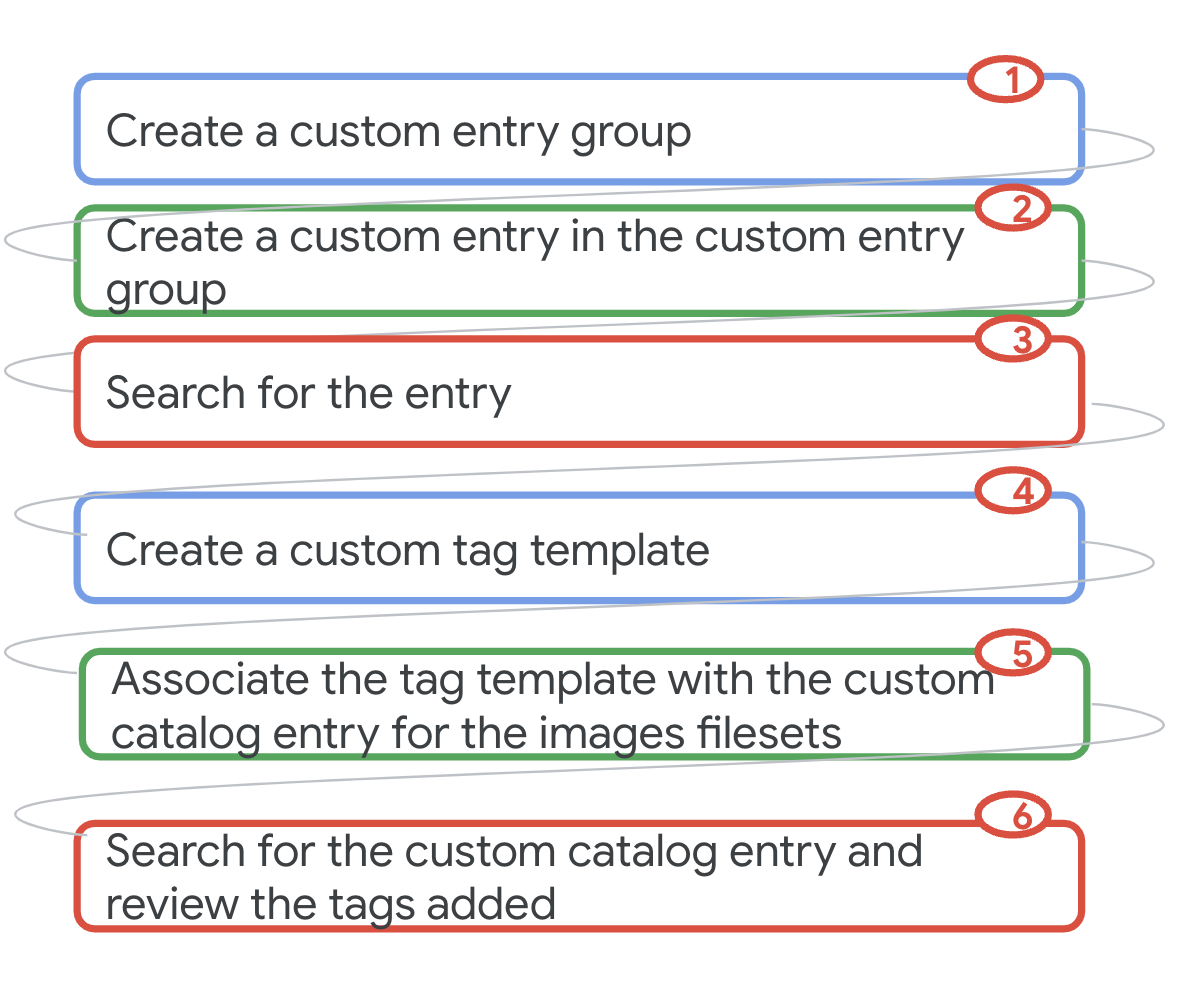 1
Create a custom entry group
2
Create a custom entry in the custom entry
group
3
Search for the entry
4
Create a custom tag template
5
Associate the tag template with the custom
catalog entry for the images filesets
6
Search for the custom catalog entry and
review the tags added